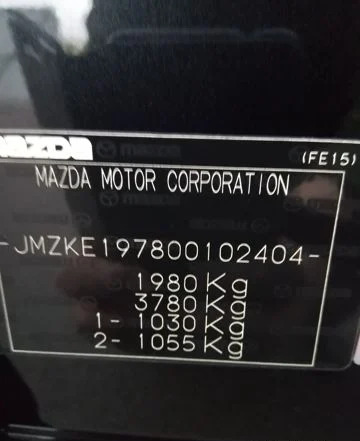 mazda
(FE15)
MAZDA MOTOR CORPORATION
-JMZKE197800102404-
1980Kg
3780Kg
1- 1030Kg
2- 1055Kg